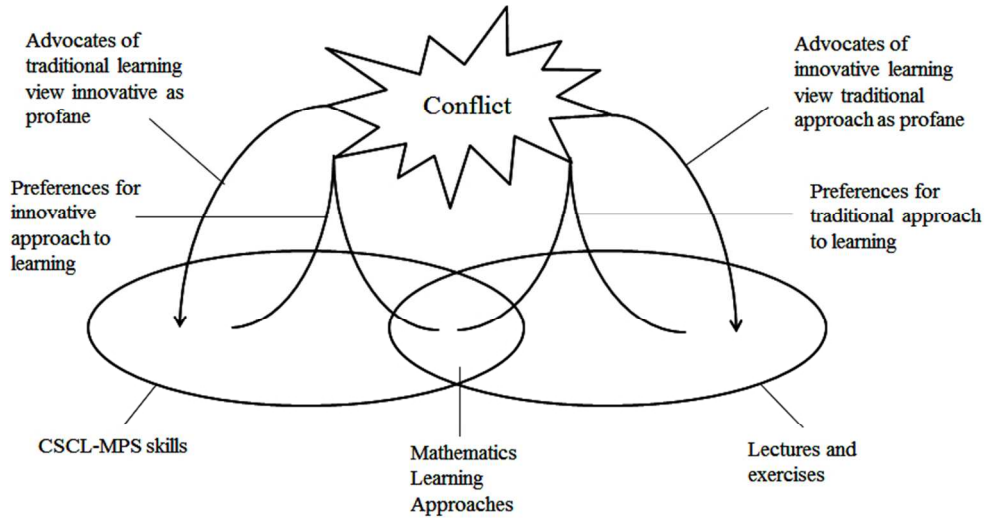 Advocates of
traditional learning
view innovative as
profane
Conflict
Advocates of
innovative learning
view traditional
approach as profane
Preferences for
innovative
approach to
learning
Preferences for
traditional approach
to learning
CSCL-MPS skills
Mathematics
Learning
Approaches
Lectures and
exercises